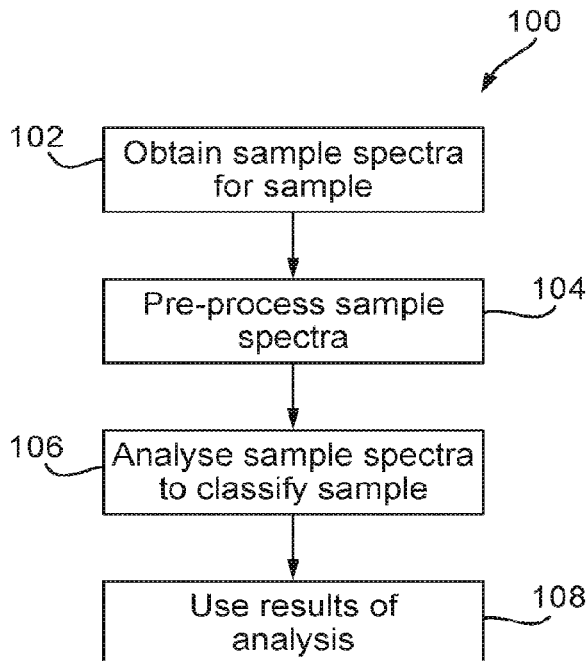 100
102
Obtain sample spectra
for sample
Pre-process sample
spectra
104
106
Analyse sample spectra
to classify sample
Use results of
analysis
108